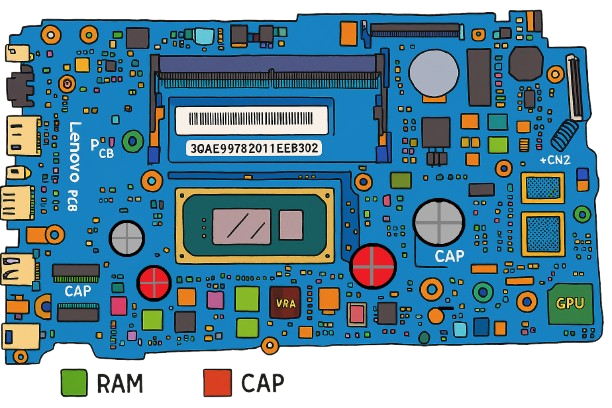 Lenovo PCB
PCB
3QAE99782011EEB302
+CN2
CAP
CAP
VRA
GPU
RAM
CAP